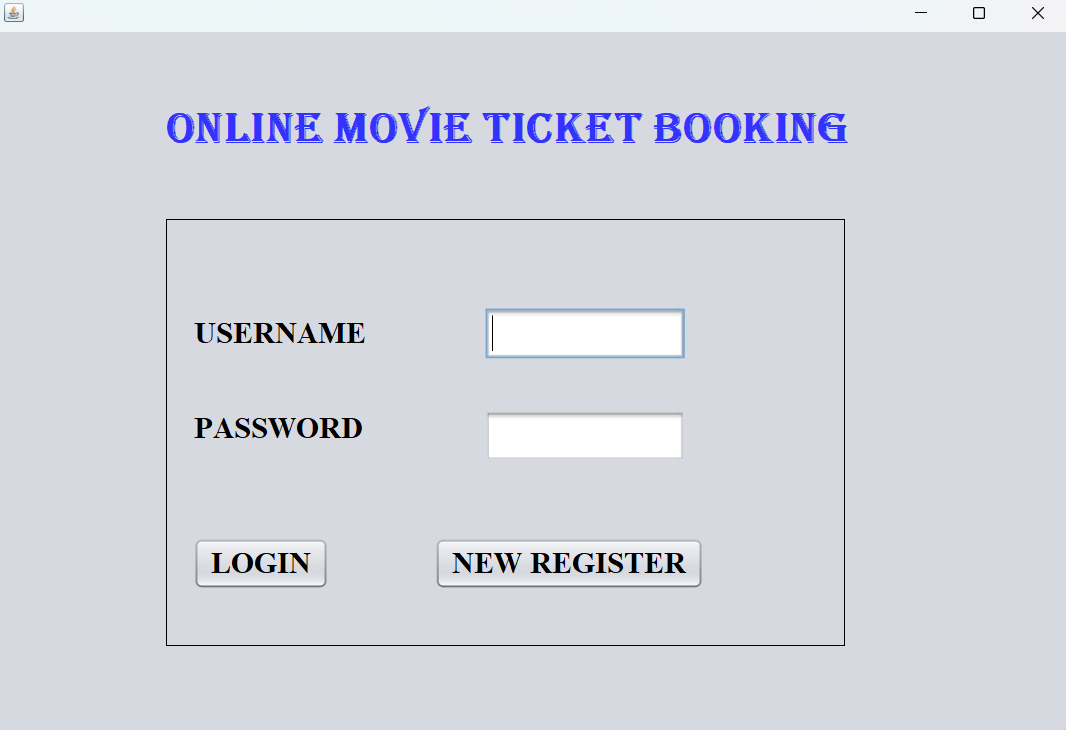 ONLINE MOVIE TICKET BOOKING
USERNAME
PASSWORD
LOGIN
NEW REGISTER